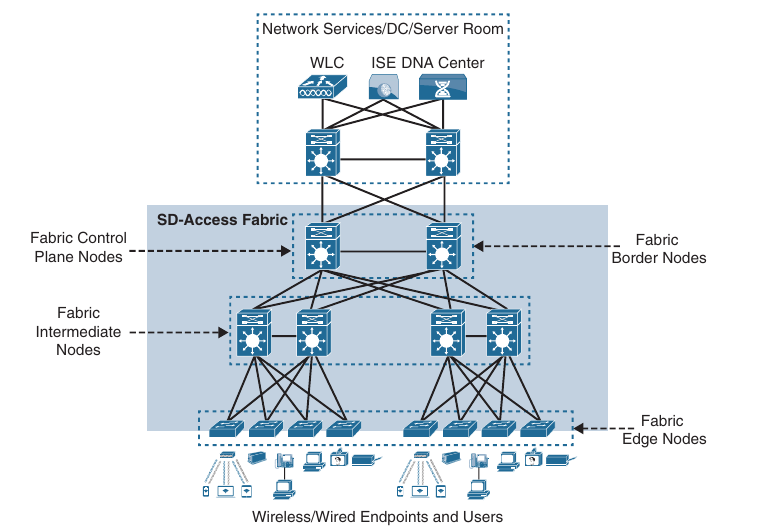 Network Services/DC/Server Room
WLC ISE DNA Center
SD-Access Fabric
Fabric Control
Plane Nodes
Fabric
Border Nodes
Fabric
Intermediate
Nodes
Fabric
Edge Nodes
Wireless/Wired Endpoints and Users